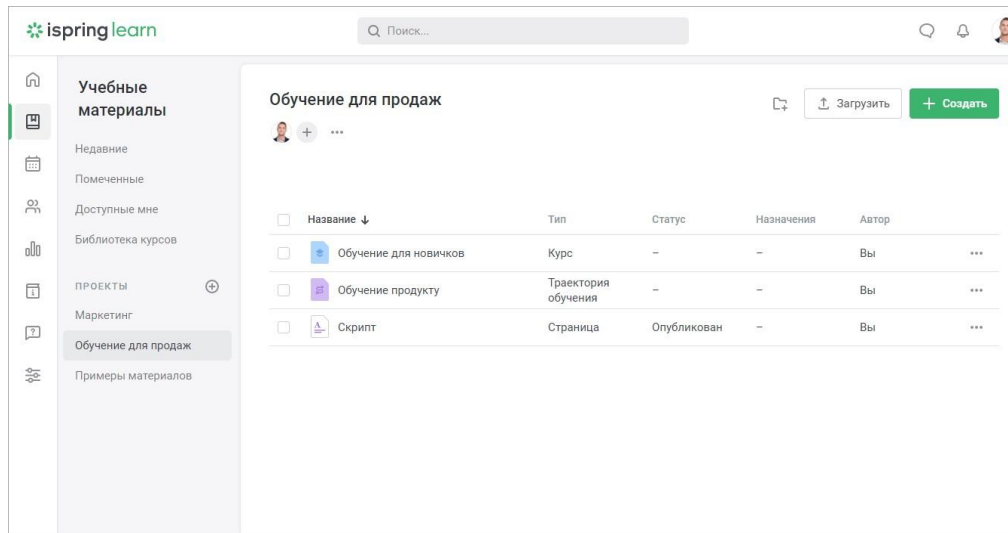 ispring learn
Поиск...
Учебные
материалы
Недавние
Помеченные
Доступные мне
Библиотека курсов
ПРОЕКТЫ
Маркетинг
Обучение для продаж
Примеры материалов
Обучение для продаж
Загрузить
Создать
Название Тип Статус Назначения Автор
Обучение для новичков Курс – – Вы
Обучение продукту Траектория обучения – – Вы
Скрипт Страница Опубликован – Вы